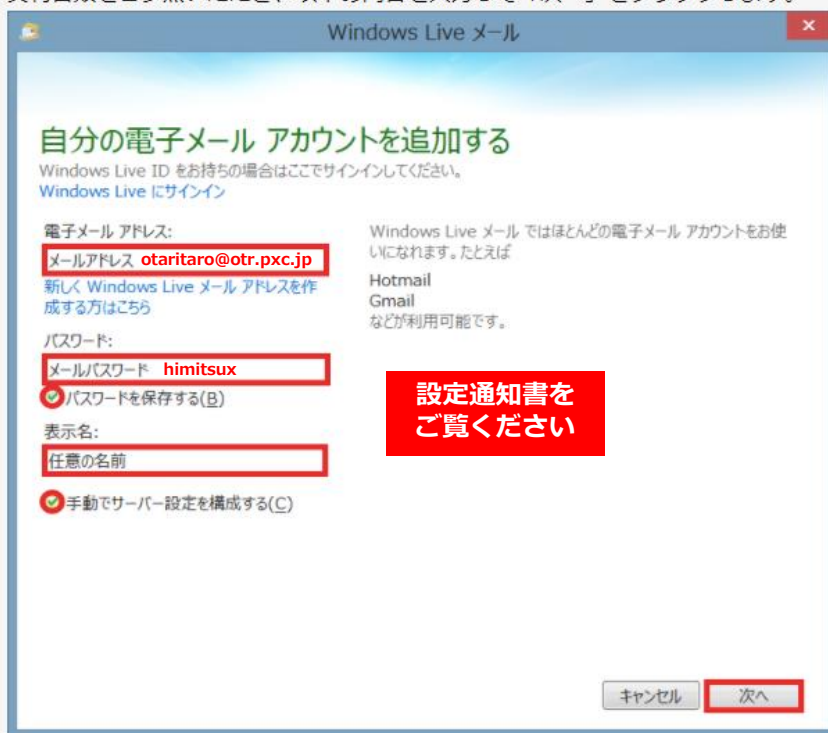 Windows Live メール
自分の電子メール アカウントを追加する
Windows Live ID をお持ちの場合はここでサインインしてください。
Windows Live にサインイン
電子メール アドレス:
メールアドレス otaritaro@otr.pxc.jp
新しく Windows Live メール アドレスを作
成する方はこちら
パスワード:
メールパスワード himitsux
パスワードを保存する(B)
表示名:
任意の名前
手動でサーバー設定を構成する(C)
Windows Live メール ではほとんどの電子メール アカウントをお使
いになれます。たとえば
Hotmail
Gmail
などが利用可能です。
設定通知書を
ご覧ください
キャンセル
次へ